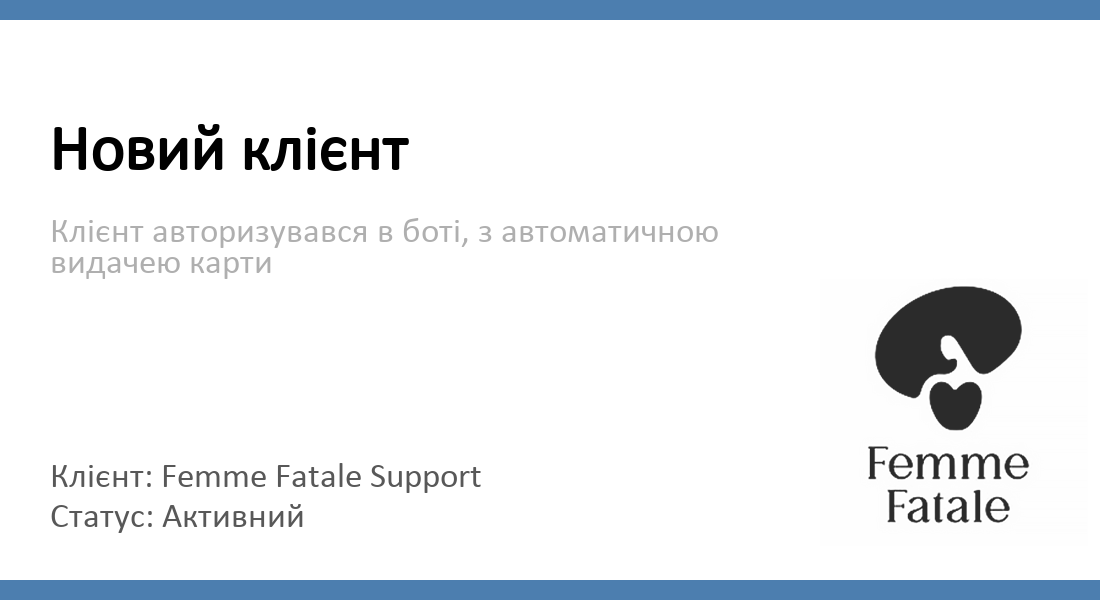 Новий клієнт
Клієнт авторизувався в боті, з автоматичною
видачею карти
Клієнт: Femme Fatale Support
Статус: Активний
Femme
Fatale